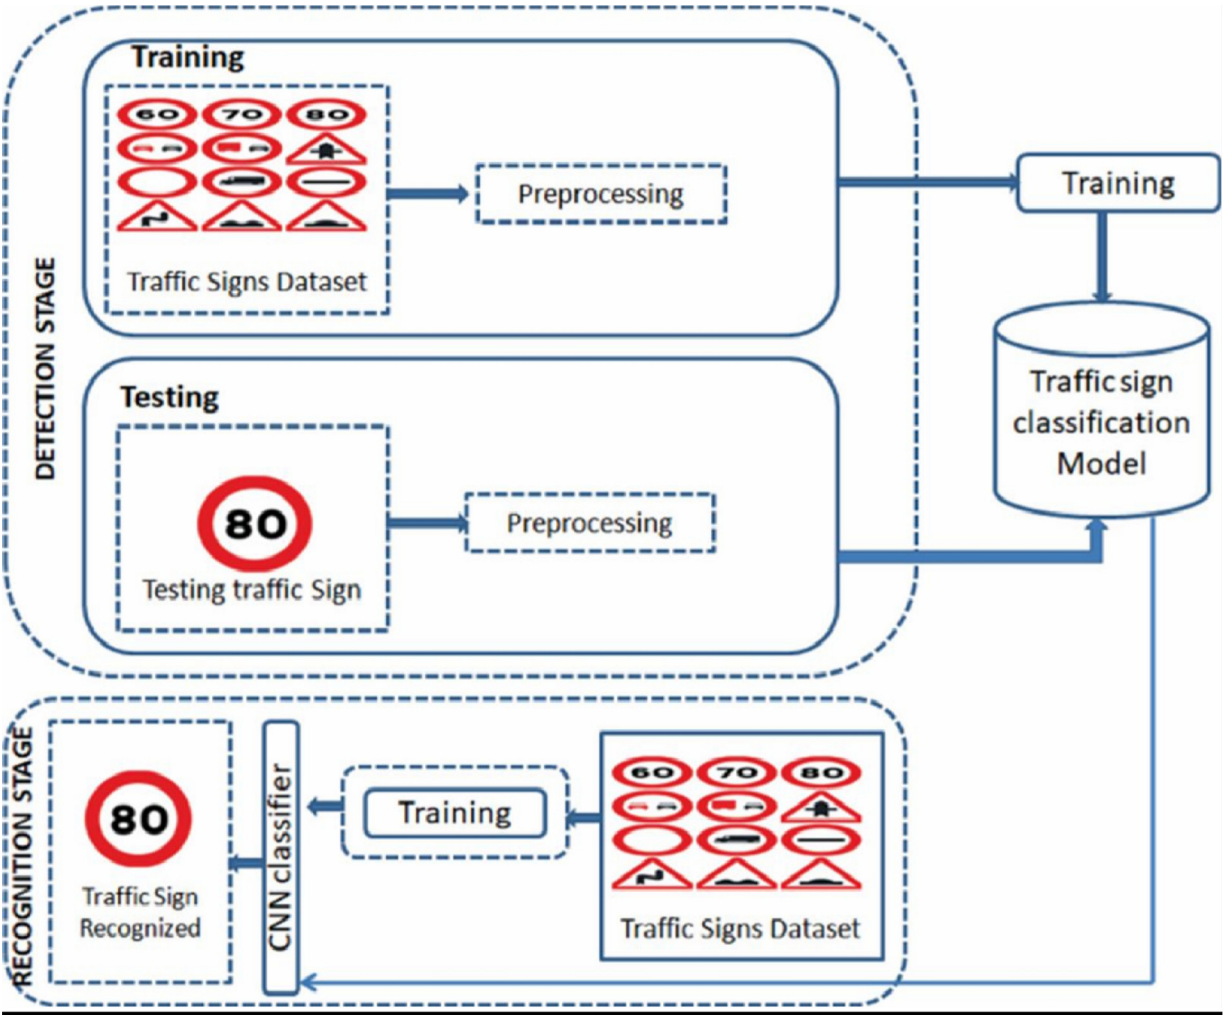 DETECTION STAGE
Training
60 70 80
Traffic Signs Dataset
Preprocessing
Training
Traffic sign
classification
Model
Testing
80
Testing traffic Sign
Preprocessing
RECOGNITION STAGE
80
Traffic Sign
Recognized
CNN classifier
Training
60 70 80
Traffic Signs Dataset